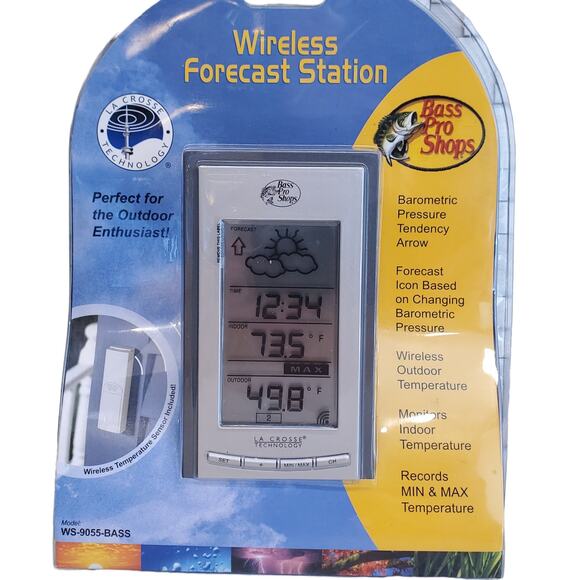 Wireless
Forecast Station
LA CROSSE
TECHNOLOGY
®
Perfect for
the Outdoor
Enthusiast!
Bass
Pro
Shops
Bass
Pro
Shops
REMOVE THIS LABEL
FORECAST
TIME
12:34
INDOOR
73.5 °F
MAX
OUTDOOR
49.8 °F
2
LA CROSSE®
TECHNOLOGY
SET
+
MIN / MAX
CH
Barometric
Pressure
Tendency
Arrow
Forecast
Icon Based
on Changing
Barometric
Pressure
Wireless
Outdoor
Temperature
Monitors
Indoor
Temperature
Records
MIN & MAX
Temperature
Wireless Temperature Sensor Included!
Model:
WS-9055-BASS